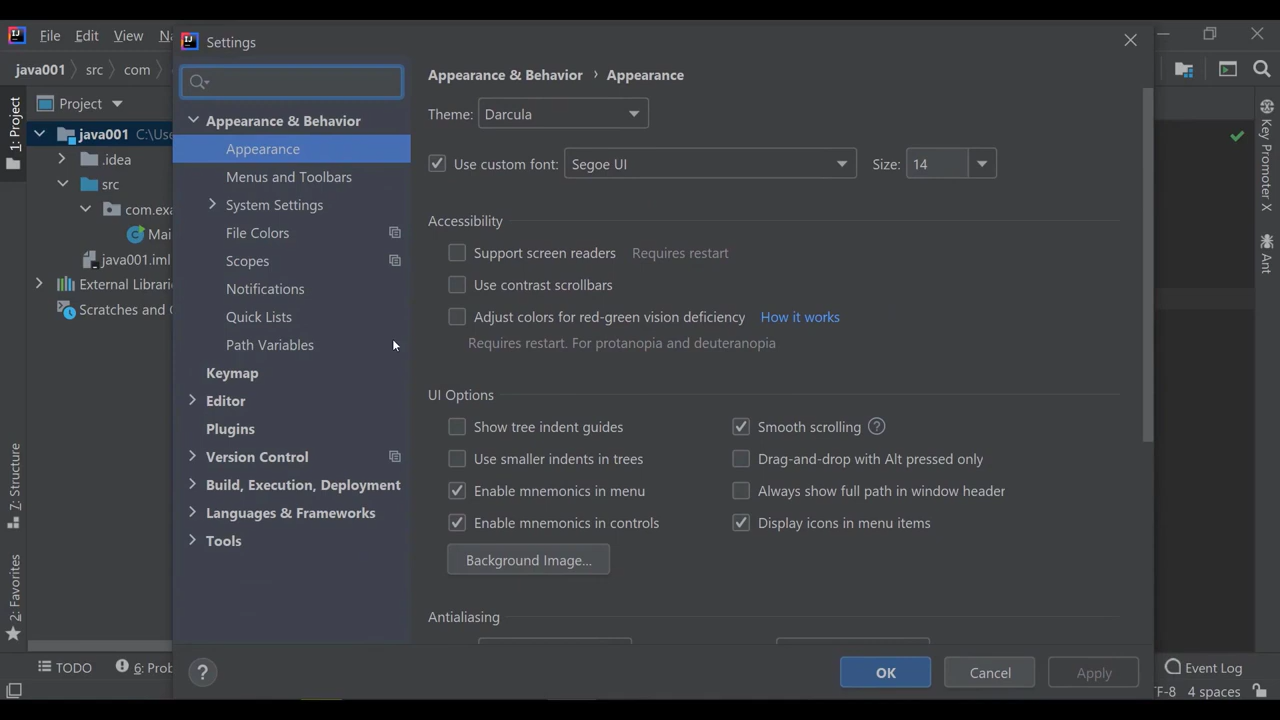 File Edit View Na
Settings
java001 src com
Appearance & Behavior › Appearance
1: Project
Project
Theme: Darcula
Appearance & Behavior
java001 C:\Use
Appearance
Use custom font: Segoe UI Size: 14
.idea
Menus and Toolbars
src
System Settings
com.exa
Accessibility
File Colors
Mai
Support screen readers Requires restart
java001.iml
Scopes
External Librari
Use contrast scrollbars
Notifications
Scratches and C
Quick Lists
Adjust colors for red-green vision deficiency How it works
Path Variables
Requires restart. For protanopia and deuteranopia
Keymap
Editor
UI Options
Plugins
Show tree indent guides Smooth scrolling ?
Version Control
Use smaller indents in trees Drag-and-drop with Alt pressed only
Build, Execution, Deployment
Enable mnemonics in menu Always show full path in window header
Languages & Frameworks
Enable mnemonics in controls Display icons in menu items
Tools
Background Image...
Antialiasing
Z: Structure
2: Favorites
Key Promoter X
Ant
? OK Cancel Apply
TODO 6: Prob
Event Log
TF-8 4 spaces